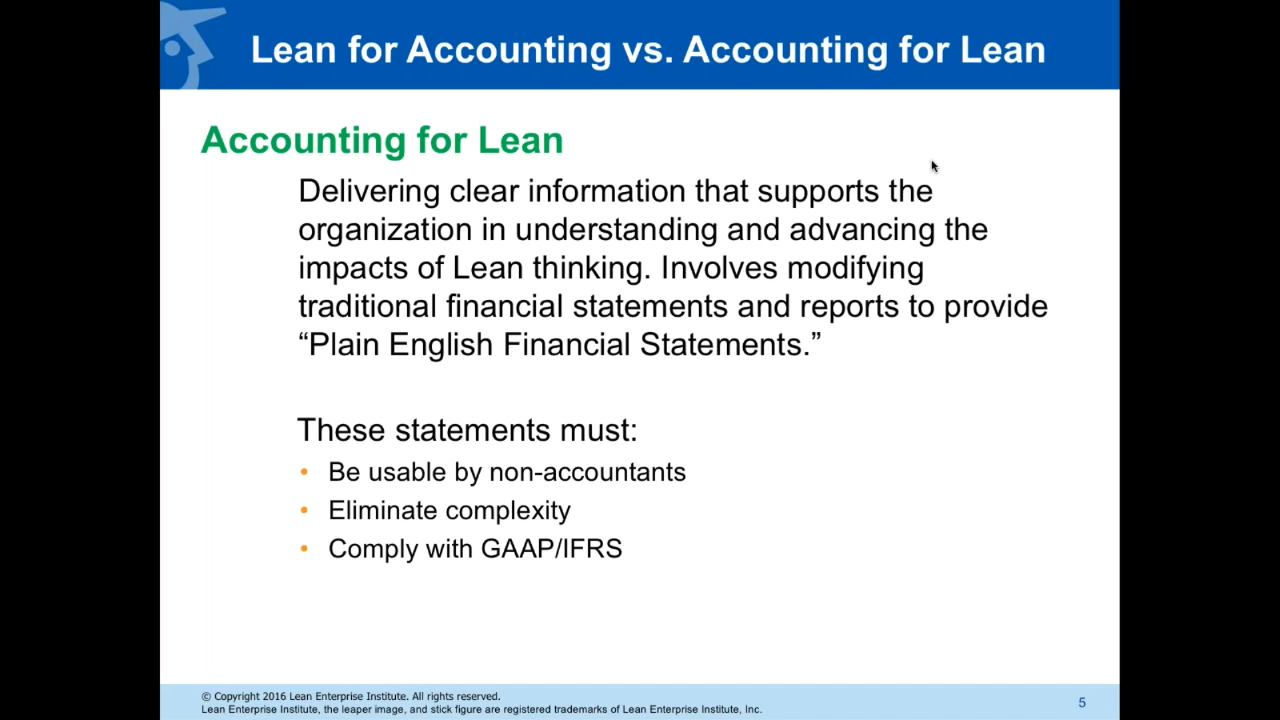 Lean for Accounting vs. Accounting for Lean
Accounting for Lean
Delivering clear information that supports the
organization in understanding and advancing the
impacts of Lean thinking. Involves modifying
traditional financial statements and reports to provide
“Plain English Financial Statements.”
These statements must:
• Be usable by non-accountants
• Eliminate complexity
• Comply with GAAP/IFRS
© Copyright 2016 Lean Enterprise Institute. All rights reserved.
Lean Enterprise Institute, the leaper image, and stick figure are registered trademarks of Lean Enterprise Institute, Inc.
5